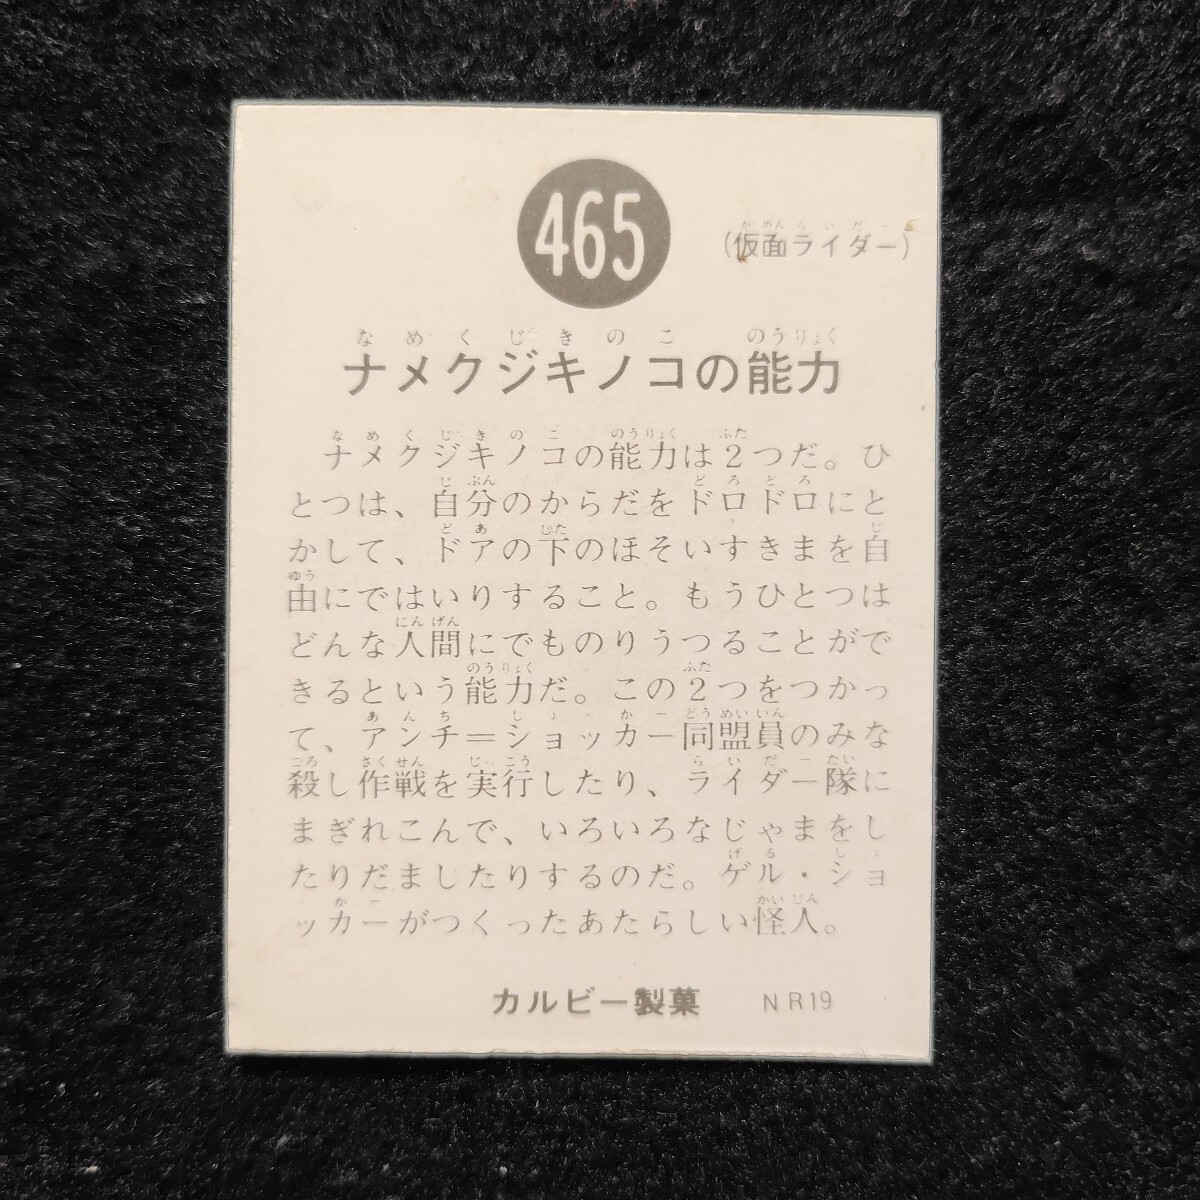 465
(仮面ライダー)
ナメクジキノコの能力
ナメクジキノコの能力は2つだ。ひ
とつは、自分のからだをドロドロにと
かして、ドアの下のほそいすきまを自
由にではいりすること。もうひとつは
どんな人間にでものりうつることがで
きるという能力だ。この2つをつかっ
て、アンチ＝ショッカー同盟員のみな
殺し作戦を実行したり、ライダー隊に
まぎれこんで、いろいろなじゃまをし
たりだましたりするのだ。ゲル・ショ
ッカーがつくったあたらしい怪人。
カルビー製菓 NR19